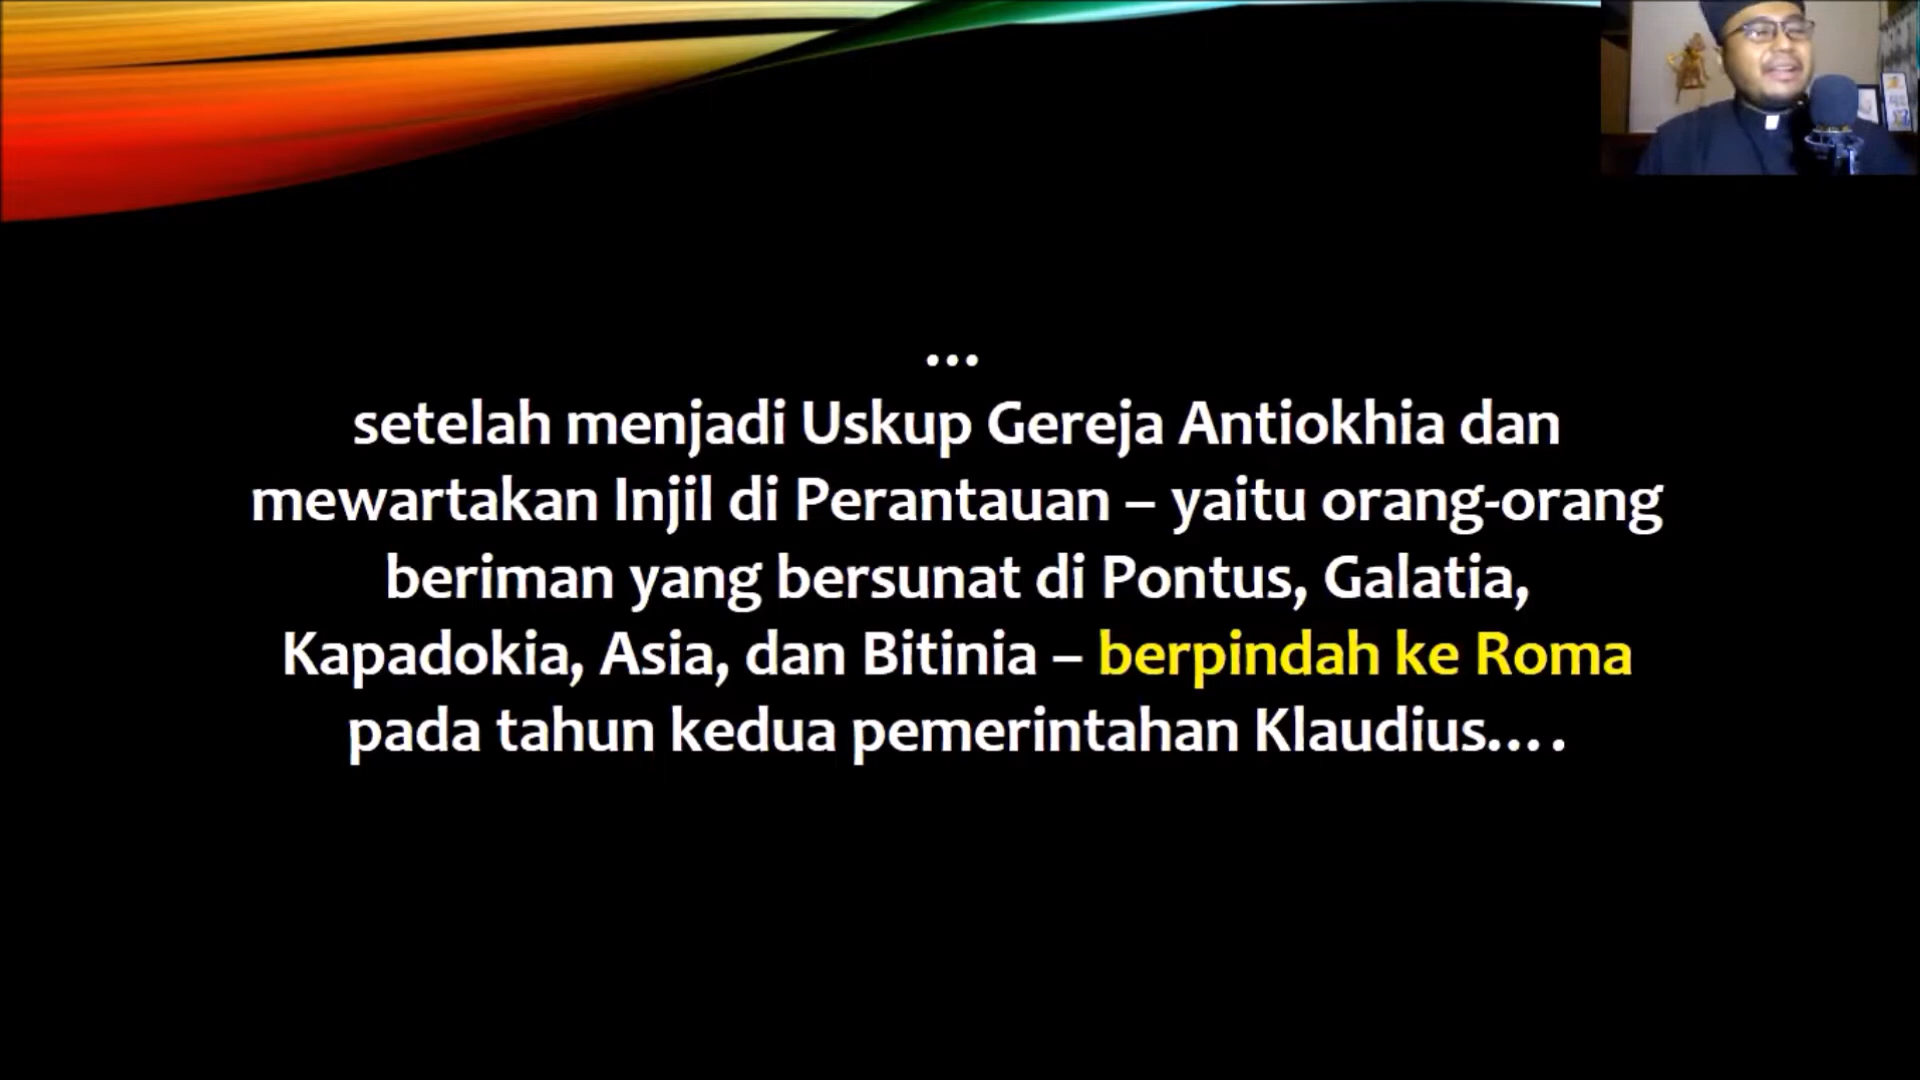 ...
setelah menjadi Uskup Gereja Antiokhia dan
mewartakan Injil di Perantauan – yaitu orang-orang
beriman yang bersunat di Pontus, Galatia,
Kapadokia, Asia, dan Bitinia – berpindah ke Roma
pada tahun kedua pemerintahan Klaudius....